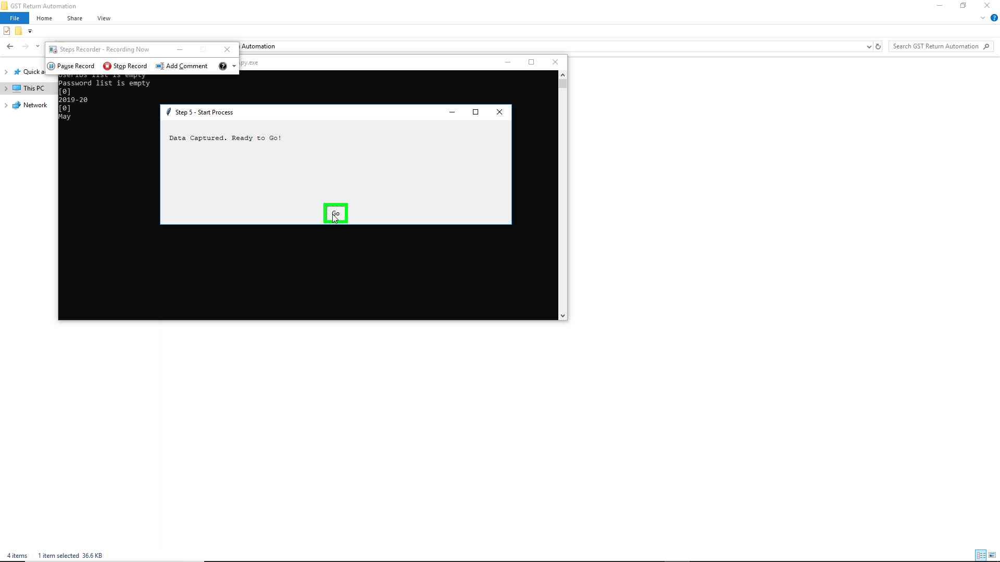 GST Return Automation
File Home Share View
Automation
Search GST Return Automation
Steps Recorder - Recording Now
py.exe
Pause Record Stop Record Add Comment
Quick a
This PC
Network
list is empty
Password list is empty
[0]
2019-20
[0]
May
Step 5 - Start Process
Data Captured. Ready to Go!
Go
4 items 1 item selected 36.6 KB